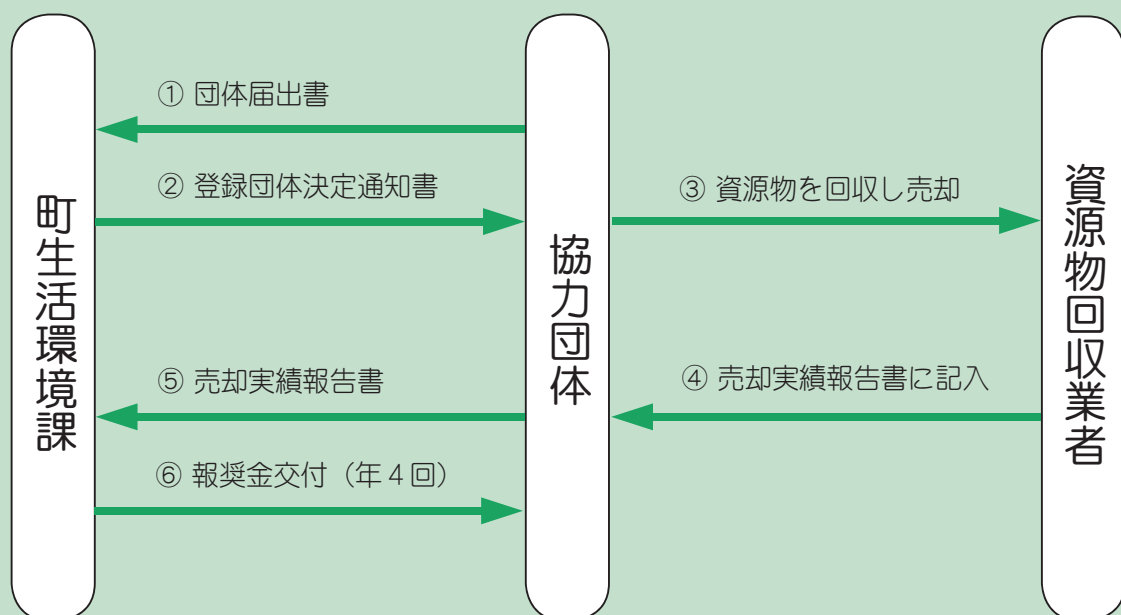 町生活環境課
協力団体
資源物回収業者
① 団体届出書
② 登録団体決定通知書
③ 資源物を回収し売却
④ 売却実績報告書に記入
⑤ 売却実績報告書
⑥ 報奨金交付（年４回）